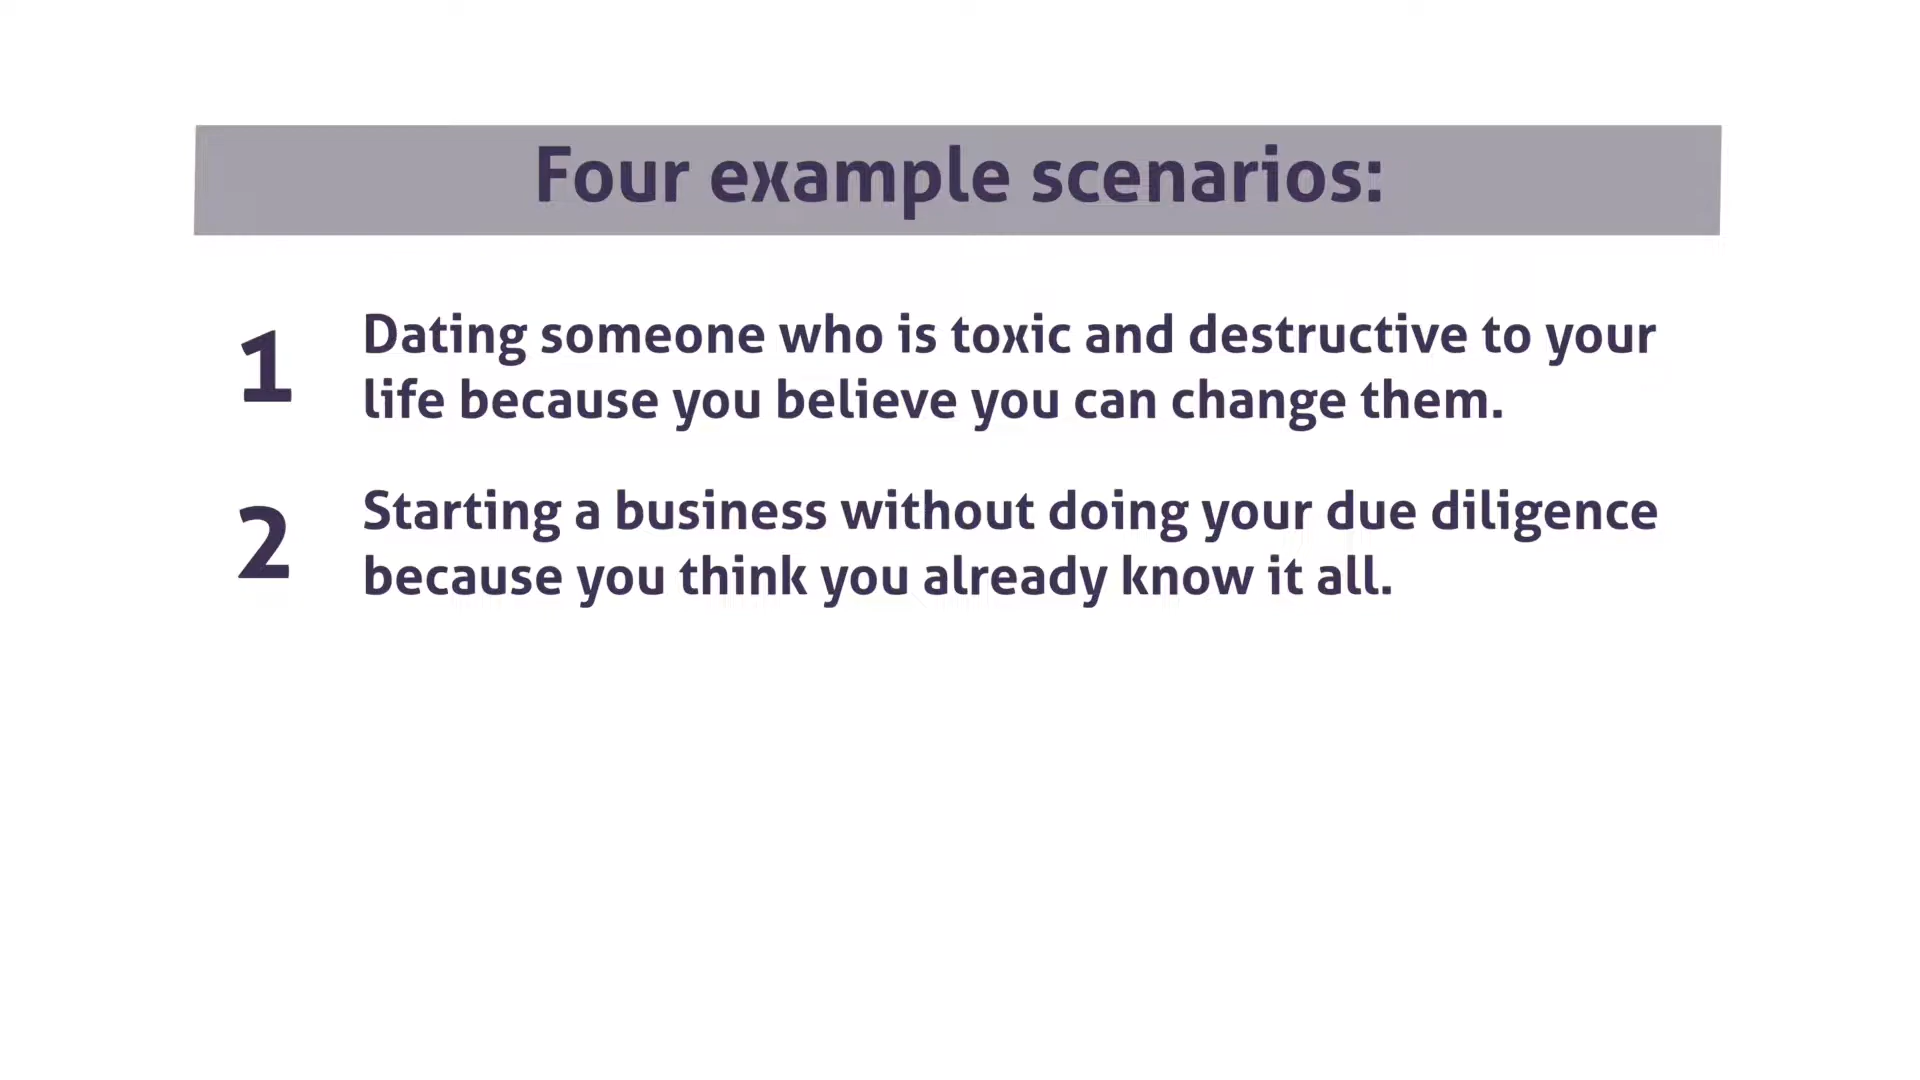 Four example scenarios:
1
Dating someone who is toxic and destructive to your
life because you believe you can change them.
2
Starting a business without doing your due diligence
because you think you already know it all.